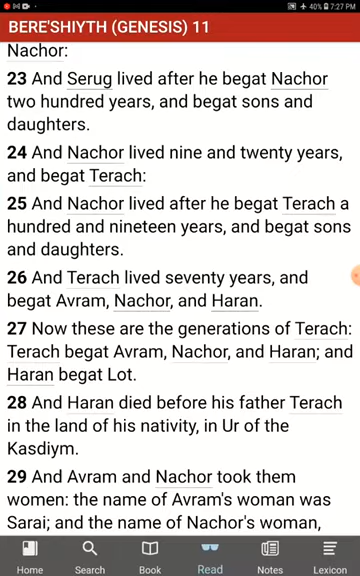 40% 7:27 PM
BERE'SHIYTH (GENESIS) 11
Nachor:
23 And Serug lived after he begat Nachor
two hundred years, and begat sons and
daughters.
24 And Nachor lived nine and twenty years,
and begat Terach:
25 And Nachor lived after he begat Terach a
hundred and nineteen years, and begat sons
and daughters.
26 And Terach lived seventy years, and
begat Avram, Nachor, and Haran.
27 Now these are the generations of Terach:
Terach begat Avram, Nachor, and Haran; and
Haran begat Lot.
28 And Haran died before his father Terach
in the land of his nativity, in Ur of the
Kasdiym.
29 And Avram and Nachor took them
women: the name of Avram's woman was
Sarai; and the name of Nachor's woman,
Home Search Book Read Notes Lexicon